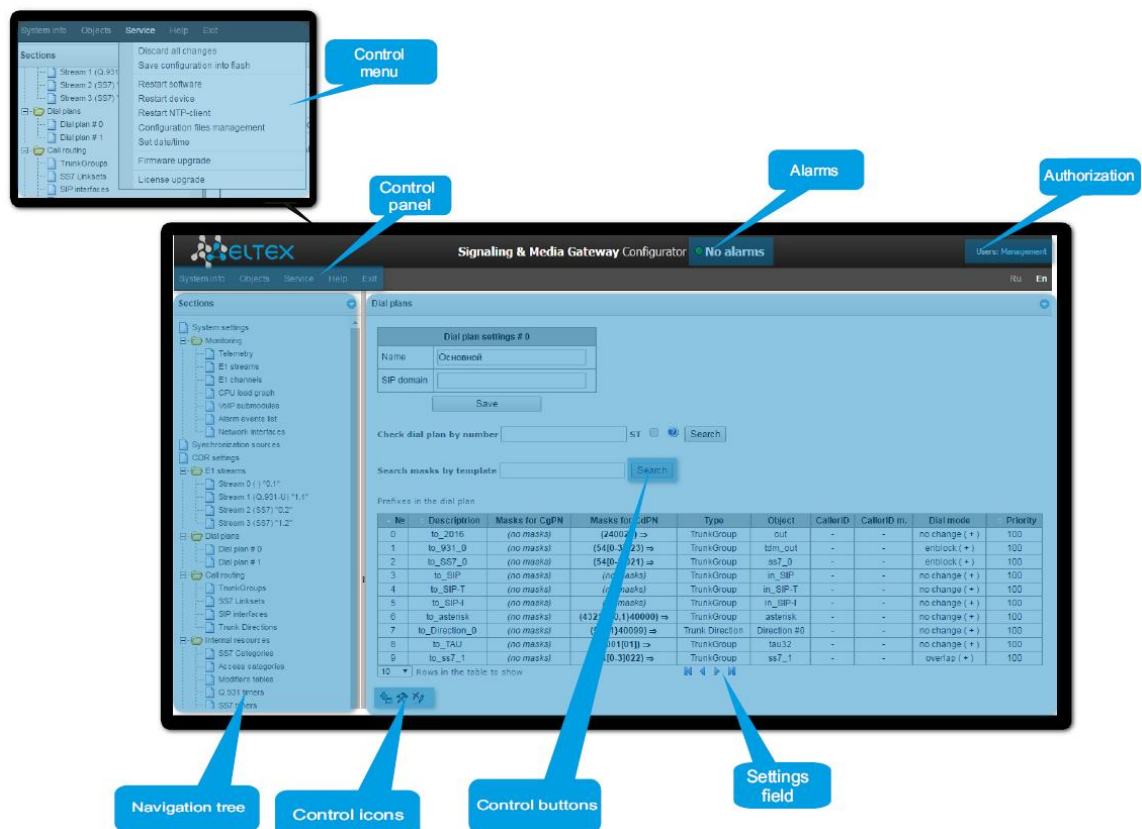 System info Objects Service Help Exit
Sections
Stream 1 (Q.931
Stream 2 (SS7) "
Stream 3 (SS7) "
Dial plans
Dial plan # 0
Dial plan # 1
Call routing
TrunkGroups
SS7 Linksets
SIP interfaces
Discard all changes
Save configuration into flash
Restart software
Restart device
Restart NTP-client
Configuration files management
Set date/time
Firmware upgrade
License upgrade
Control menu
Control panel
Alarms
Authorization
ELTEX
Signaling & Media Gateway Configurator No alarms
Users: Management
System info Objects Service Help Exit
Ru En
Sections
System settings
Monitoring
Telemetry
E1 streams
E1 channels
CPU load graph
VoIP submodules
Alarm events list
Network interfaces
Synchronization sources
CDR settings
E1 streams
Stream 0 ( ) "0.1"
Stream 1 (Q.931-U) "1.1"
Stream 2 (SS7) "0.2"
Stream 3 (SS7) "1.2"
Dial plans
Dial plan # 0
Dial plan # 1
Call routing
TrunkGroups
SS7 Linksets
SIP interfaces
Trunk Directions
Internal resources
SS7 Categories
Access categories
Modifiers tables
Q.931 timers
SS7 timers
Dial plans
Dial plan settings # 0
Name Основной
SIP domain
Save
Check dial plan by number ST Search
Search masks by template Search
Prefixes in the dial plan
№ Description Masks for CgPN Masks for CdPN Type Object CallerID CallerID m. Dial mode Priority
0 to_2016 (no masks) TrunkGroup out - - no change ( + ) 100
1 to_931_0 (no masks) TrunkGroup tdm_out - - enblock ( + ) 100
2 to_SS7_0 (no masks) TrunkGroup ss7_0 - - enblock ( + ) 100
3 to_SIP (no masks) TrunkGroup in_SIP - - no change ( + ) 100
4 to_SIP-T (no masks) TrunkGroup in_SIP-T - - no change ( + ) 100
5 to_SIP-I (no masks) TrunkGroup in_SIP-I - - no change ( + ) 100
6 to_asterisk (no masks) TrunkGroup asterisk - - no change ( + ) 100
7 to_Direction_0 (no masks) Trunk Direction Direction #0 - - no change ( + ) 100
8 to_TAU (no masks) TrunkGroup tau32 - - no change ( + ) 100
9 to_ss7_1 (no masks) TrunkGroup ss7_1 - - overlap ( + ) 100
10 Rows in the table to show
Navigation tree
Control icons
Control buttons
Settings field